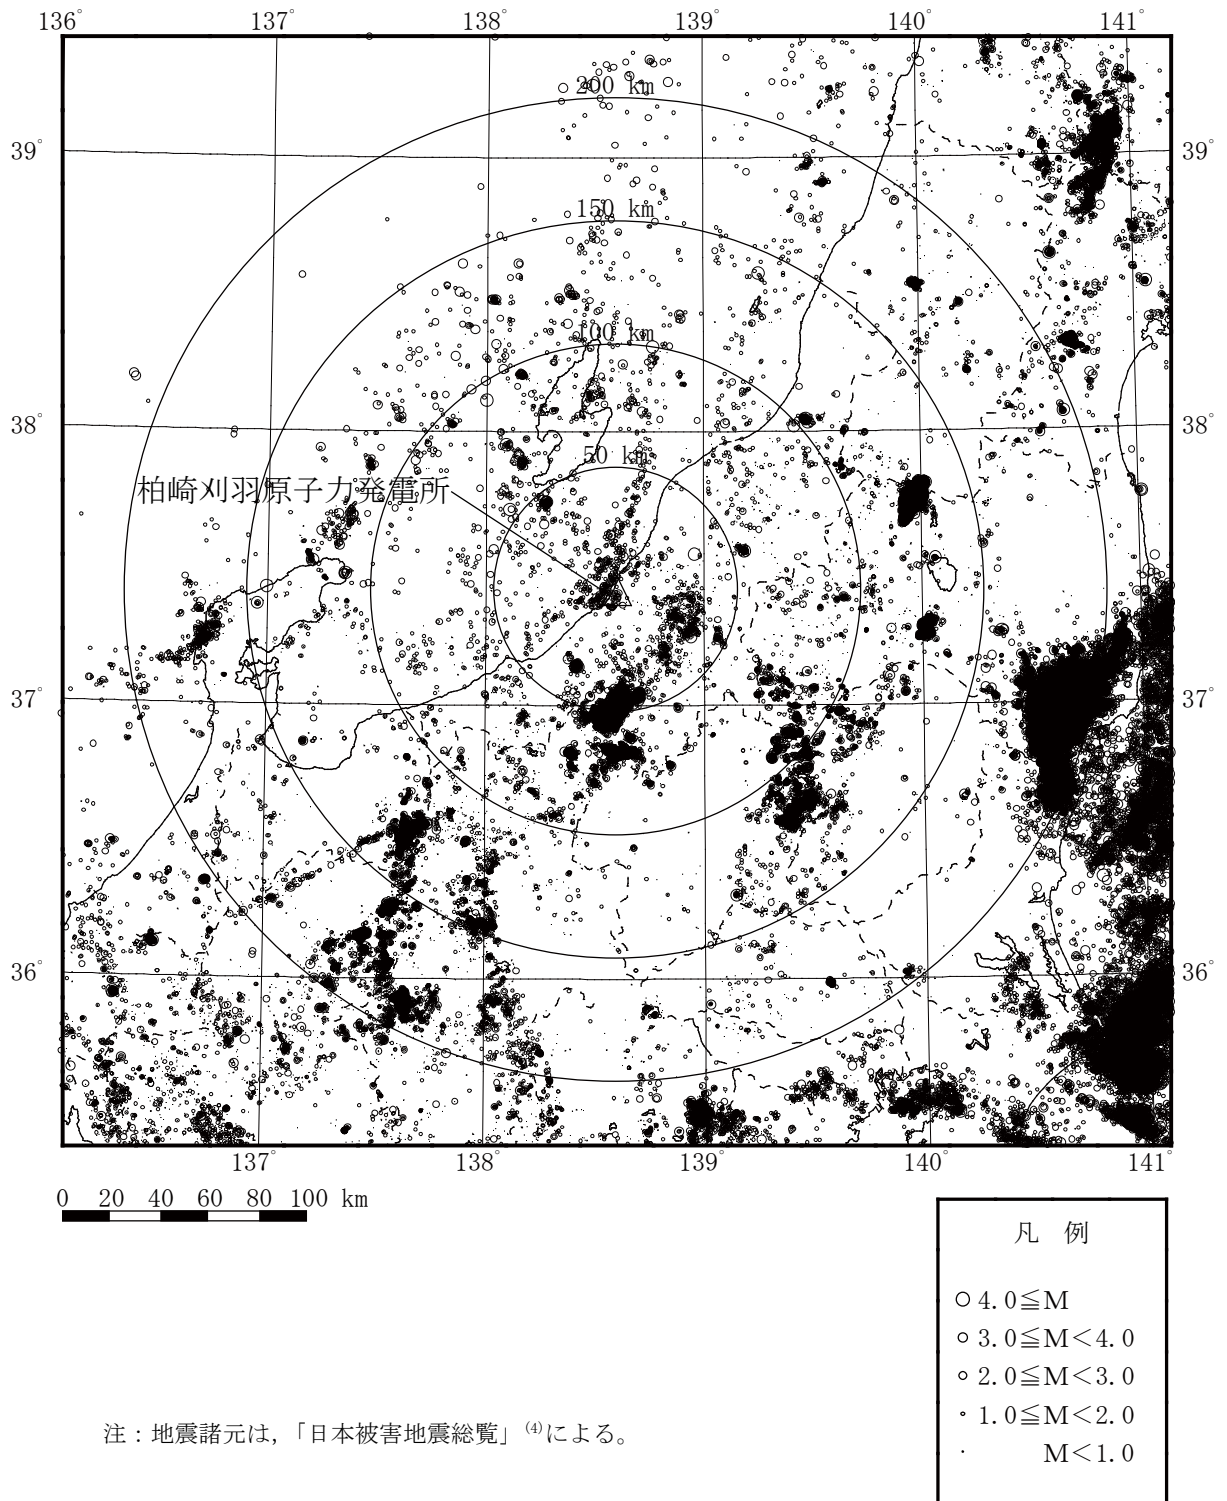 136° 137° 138° 139° 140° 141°
200 km
39° 39°
150 km
100 km
38° 38°
50 km
柏崎刈羽原子力発電所
37° 37°
36° 36°
137° 138° 139° 140° 141°
0 20 40 60 80 100 km
凡 例
4.0≦M
3.0≦M<4.0
2.0≦M<3.0
1.0≦M<2.0
M<1.0
注:地震諸元は,「日本被害地震総覧」(4)による。